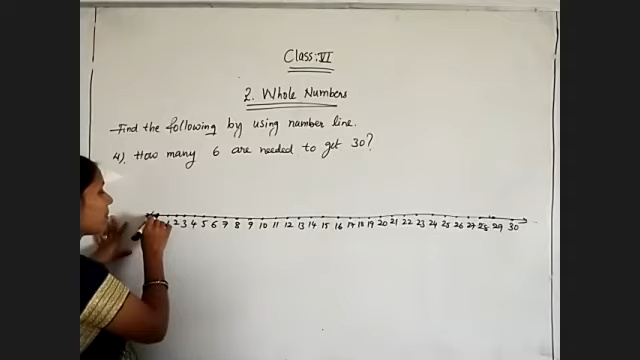 Class: VI
2. Whole Numbers
Find the following by using number line.
4). How many 6 are needed to get 30?
1 2 3 4 5 6 7 8 9 10 11 12 13 14 15 16 17 18 19 20 21 22 23 24 25 26 27 28 29 30